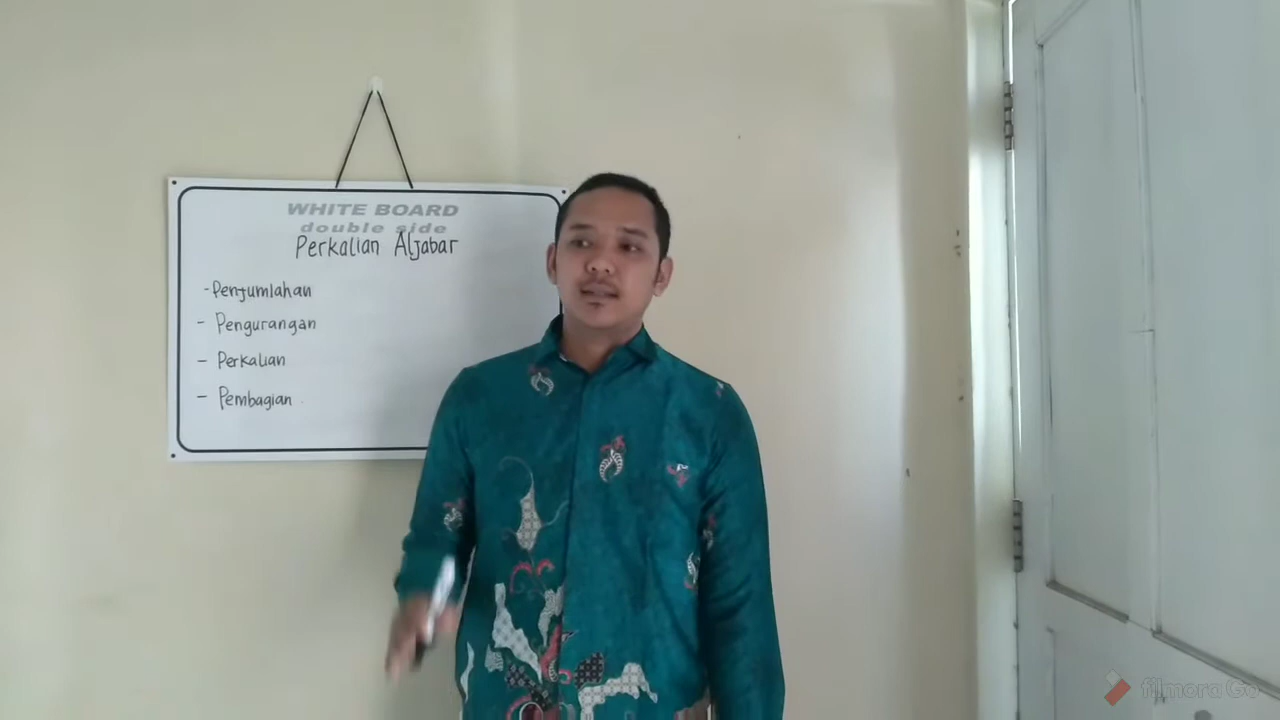 WHITE BOARD
double side
Perkalian Aljabar
- Penjumlahan
- Pengurangan
- Perkalian
- Pembagian
filmora Go